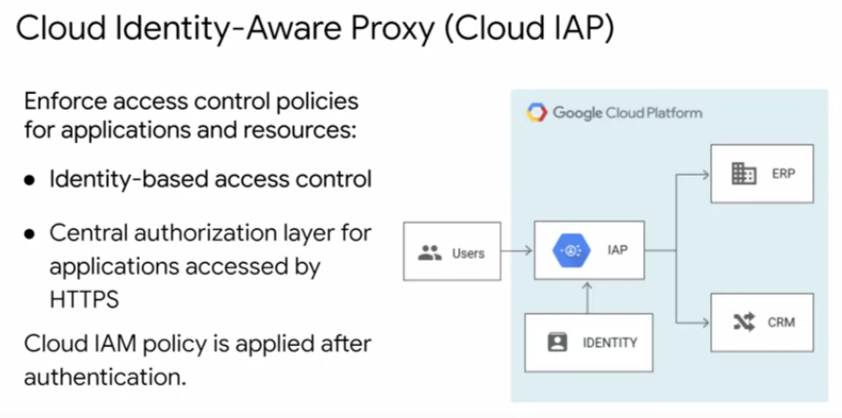 Cloud Identity-Aware Proxy (Cloud IAP)
Enforce access control policies
for applications and resources:
• Identity-based access control
• Central authorization layer for
applications accessed by
HTTPS
Cloud IAM policy is applied after
authentication.
Google Cloud Platform
Users
IAP
IDENTITY
ERP
CRM